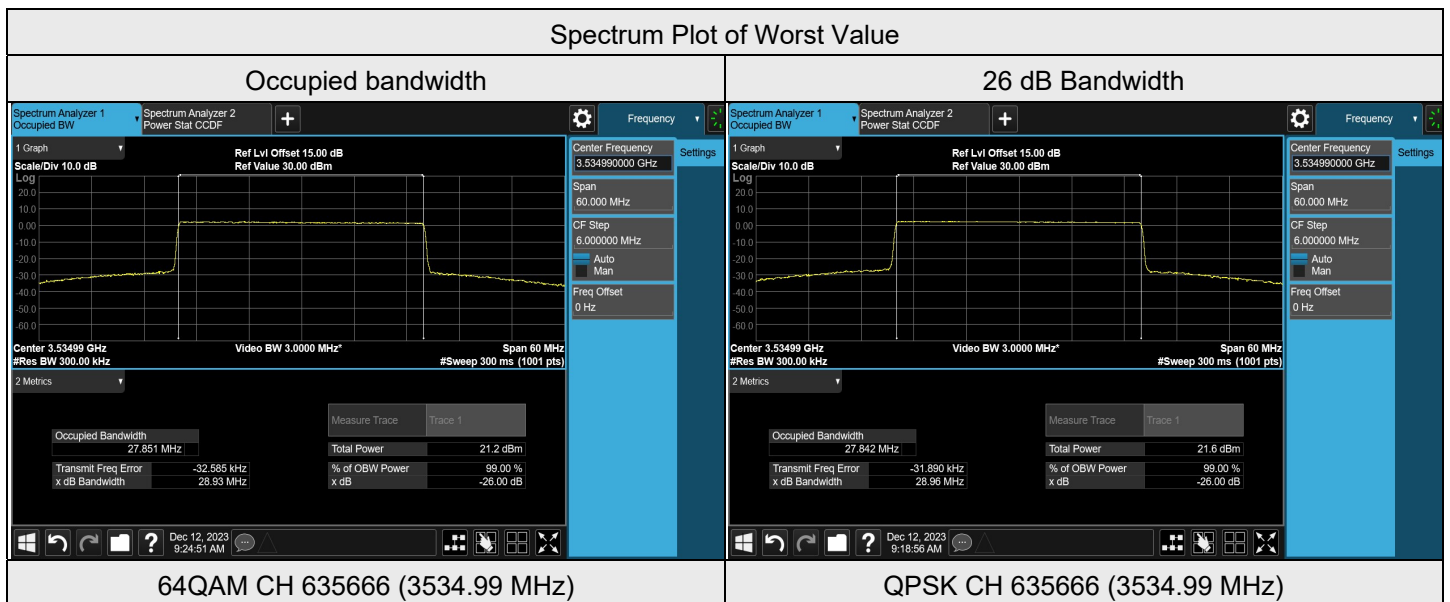 Spectrum Plot of Worst Value
Occupied bandwidth
Spectrum Analyzer 1
Occupied BW
Spectrum Analyzer 2
Power Stat CCDF
Frequency
1 Graph
Scale/Div 10.0 dB
Ref Lvl Offset 15.00 dB
Ref Value 30.00 dBm
Log
20.0
10.0
0.00
-10.0
-20.0
-30.0
-40.0
-50.0
-60.0
Center 3.53499 GHz
#Res BW 300.00 kHz
Video BW 3.0000 MHz*
Span 60 MHz
#Sweep 300 ms (1001 pts)
Center Frequency
3.534990000 GHz
Settings
Span
60.000 MHz
CF Step
6.000000 MHz
Auto
Man
Freq Offset
0 Hz
2 Metrics
Measure Trace Trace 1
Occupied Bandwidth
27.851 MHz
Total Power 21.2 dBm
Transmit Freq Error -32.585 kHz
% of OBW Power 99.00 %
x dB Bandwidth 28.93 MHz
x dB -26.00 dB
?
Dec 12, 2023
9:24:51 AM
64QAM CH 635666 (3534.99 MHz)
26 dB Bandwidth
Spectrum Analyzer 1
Occupied BW
Spectrum Analyzer 2
Power Stat CCDF
Frequency
1 Graph
Scale/Div 10.0 dB
Ref Lvl Offset 15.00 dB
Ref Value 30.00 dBm
Log
20.0
10.0
0.00
-10.0
-20.0
-30.0
-40.0
-50.0
-60.0
Center 3.53499 GHz
#Res BW 300.00 kHz
Video BW 3.0000 MHz*
Span 60 MHz
#Sweep 300 ms (1001 pts)
Center Frequency
3.534990000 GHz
Settings
Span
60.000 MHz
CF Step
6.000000 MHz
Auto
Man
Freq Offset
0 Hz
2 Metrics
Measure Trace Trace 1
Occupied Bandwidth
27.842 MHz
Total Power 21.6 dBm
Transmit Freq Error -31.890 kHz
% of OBW Power 99.00 %
x dB Bandwidth 28.96 MHz
x dB -26.00 dB
?
Dec 12, 2023
9:18:56 AM
QPSK CH 635666 (3534.99 MHz)